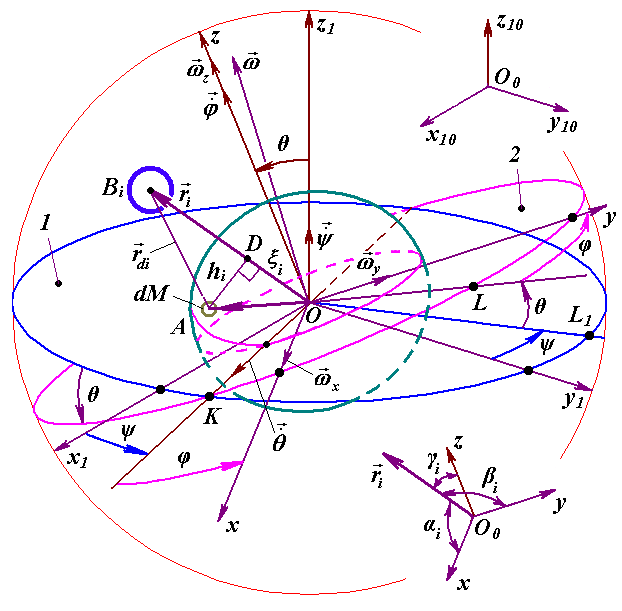 z
z₁
z₁₀
ω⃗_z
ω⃗
φ̇⃗
O₀
x₁₀
y₁₀
θ
2
B_i
r⃗_i
1
y
r⃗_di
D
ξ_i
ψ̇⃗
φ
h_i
ω⃗_y
dM
L
θ
L₁
A
O
ψ
ω⃗_x
θ
K
y₁
ψ
θ̇⃗
x₁
φ
z
γ_i
r⃗_i
β_i
y
x
α_i
O₀
x